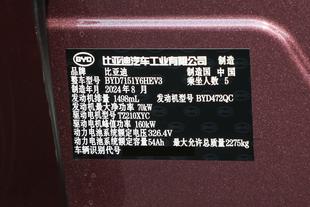 BYD 比亚迪汽车工业有限公司 制造
品牌 比亚迪 制造国 中国
整车型号 BYD7151Y6HEV3 乘坐人数 5
制造年月 2024年8月
发动机排量 1498mL 发动机型号 BYD472QC
发动机最大净功率 70kW
驱动电机型号 TZ210XYC
驱动电机峰值功率 160kW
动力电池系统额定电压 326.4V
动力电池系统额定容量 54Ah 最大允许总质量 2275kg
车辆识别代号